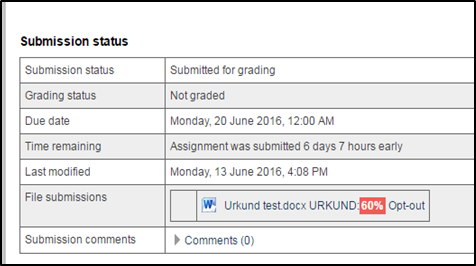 Submission status
Submission status Submitted for grading
Grading status Not graded
Due date Monday, 20 June 2016, 12:00 AM
Time remaining Assignment was submitted 6 days 7 hours early
Last modified Monday, 13 June 2016, 4:08 PM
File submissions Urkund test.docx URKUND:60% Opt-out
Submission comments Comments (0)